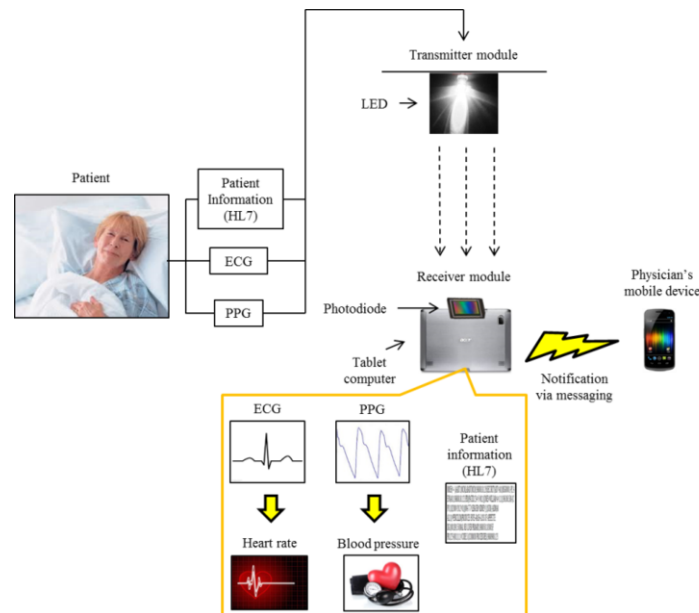 Transmitter module
LED
Patient
Patient
Information
(HL7)
ECG
PPG
Receiver module
Photodiode
Tablet
computer
Physician's
mobile device
Notification
via messaging
ECG
PPG
Patient
information
(HL7)
Heart rate
Blood pressure